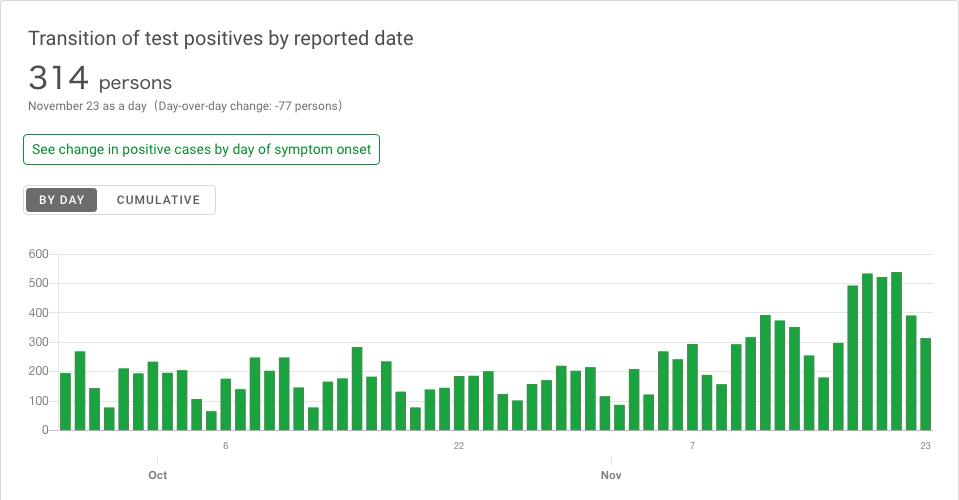 Transition of test positives by reported date
314 persons
November 23 as a day (Day-over-day change: -77 persons)
See change in positive cases by day of symptom onset
BY DAY CUMULATIVE
600
500
400
300
200
100
0
6 22 7 23
Oct Nov